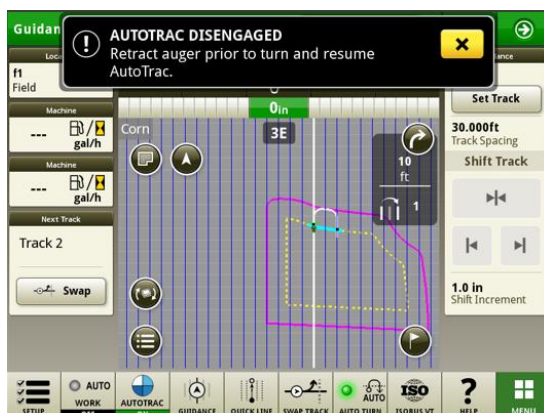 Guidan
AUTOTRAC DISENGAGED
Retract auger prior to turn and resume
AutoTrac.
Loca
f1
Field
Machine
--- gal/h
Machine
--- gal/h
Next Track
Track 2
Swap
0in
Corn
3E
10
ft
1
ance
Set Track
30.000ft
Track Spacing
Shift Track
1.0 in
Shift Increment
SETUP
AUTO
WORK
AUTOTRAC
GUIDANCE
QUICK LINE
SWAP TRACK
AUTO
AUTO TURN
ISO
ISOBUS VT
?
HELP
MENU